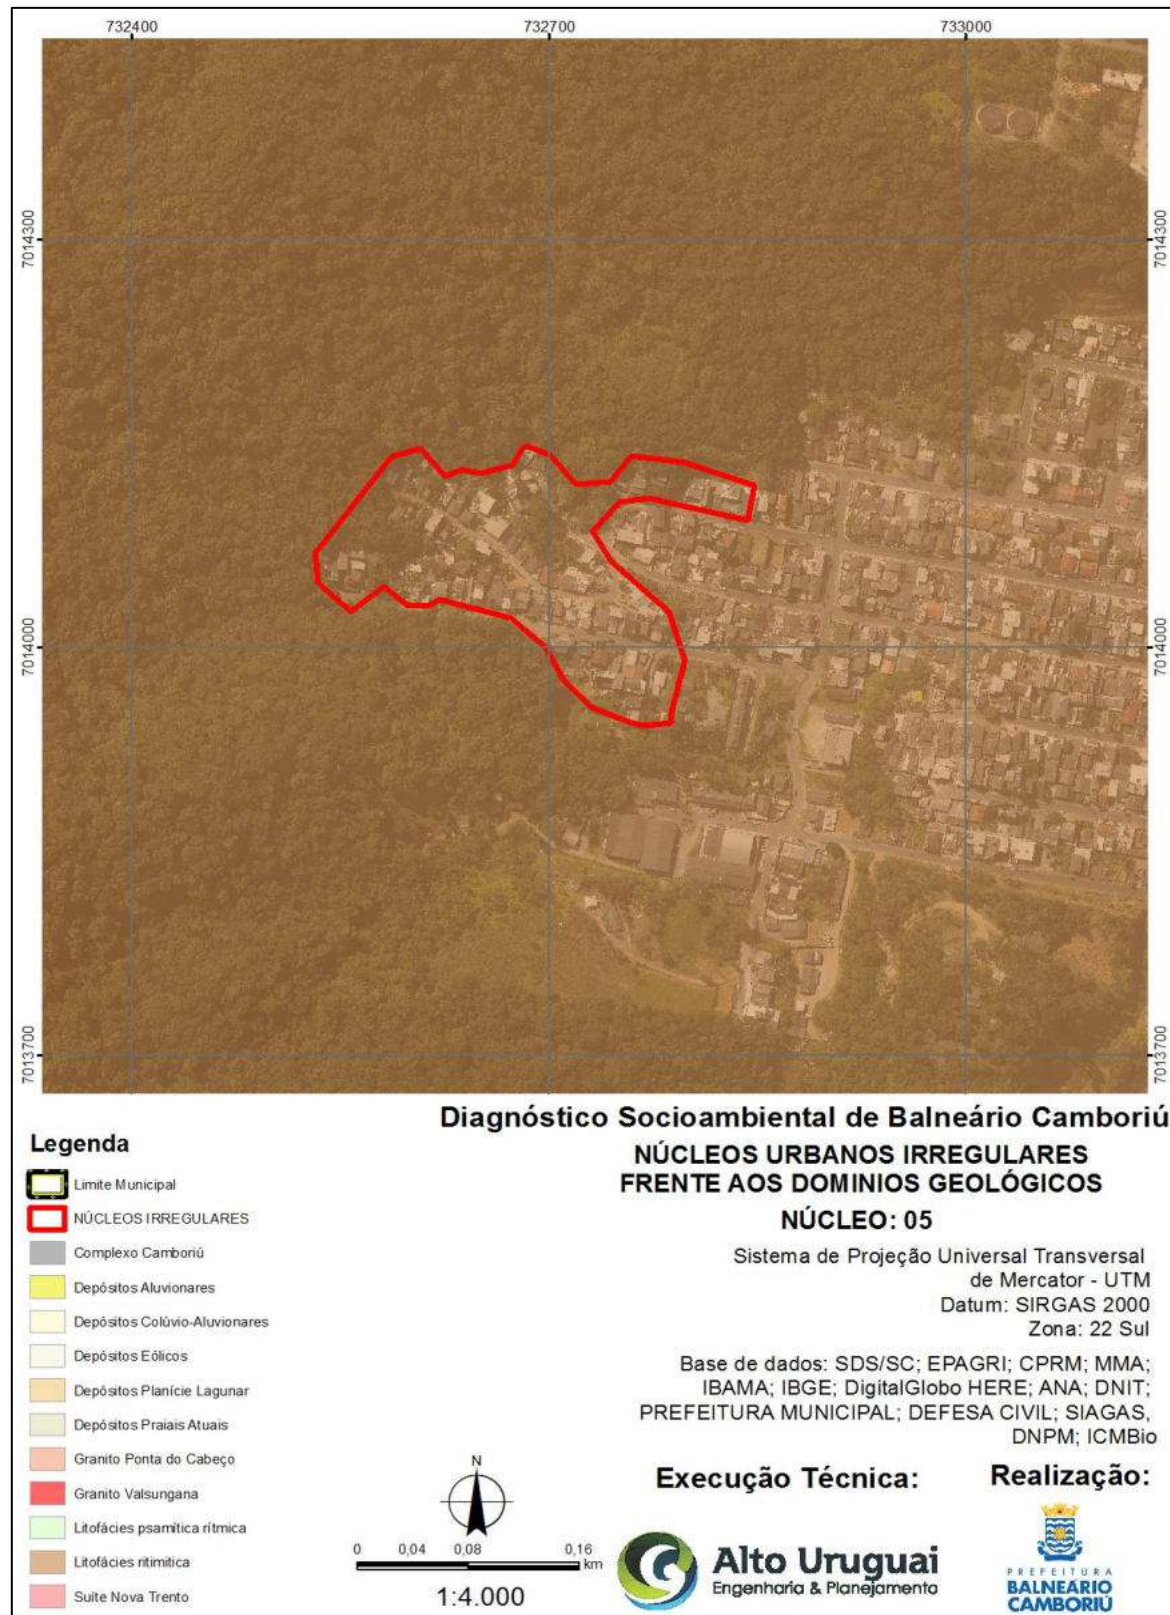 732400
732700
733000
7014300
7014300
7014000
7014000
7013700
7013700
Diagnóstico Socioambiental de Balneário Camboriú
NÚCLEOS URBANOS IRREGULARES
FRENTE AOS DOMINIOS GEOLÓGICOS
NÚCLEO: 05
Sistema de Projeção Universal Transversal
de Mercator - UTM
Datum: SIRGAS 2000
Zona: 22 Sul
Base de dados: SDS/SC; EPAGRI; CPRM; MMA;
IBAMA; IBGE; DigitalGlobo HERE; ANA; DNIT;
PREFEITURA MUNICIPAL; DEFESA CIVIL; SIAGAS,
DNPM; ICMBio
Legenda
Limite Municipal
NÚCLEOS IRREGULARES
Complexo Camboriú
Depósitos Aluvionares
Depósitos Colúvio-Aluvionares
Depósitos Eólicos
Depósitos Planície Lagunar
Depósitos Praiais Atuais
Granito Ponta do Cabeço
Granito Valsungana
Litofácies psamítica rítmica
Litofácies ritimitica
Suite Nova Trento
N
0 0,04 0,08 0,16
km
1:4.000
Execução Técnica:
Alto Uruguai
Engenharia & Planejamento
Realização:
PREFEITURA
BALNEÁRIO
CAMBORIÚ